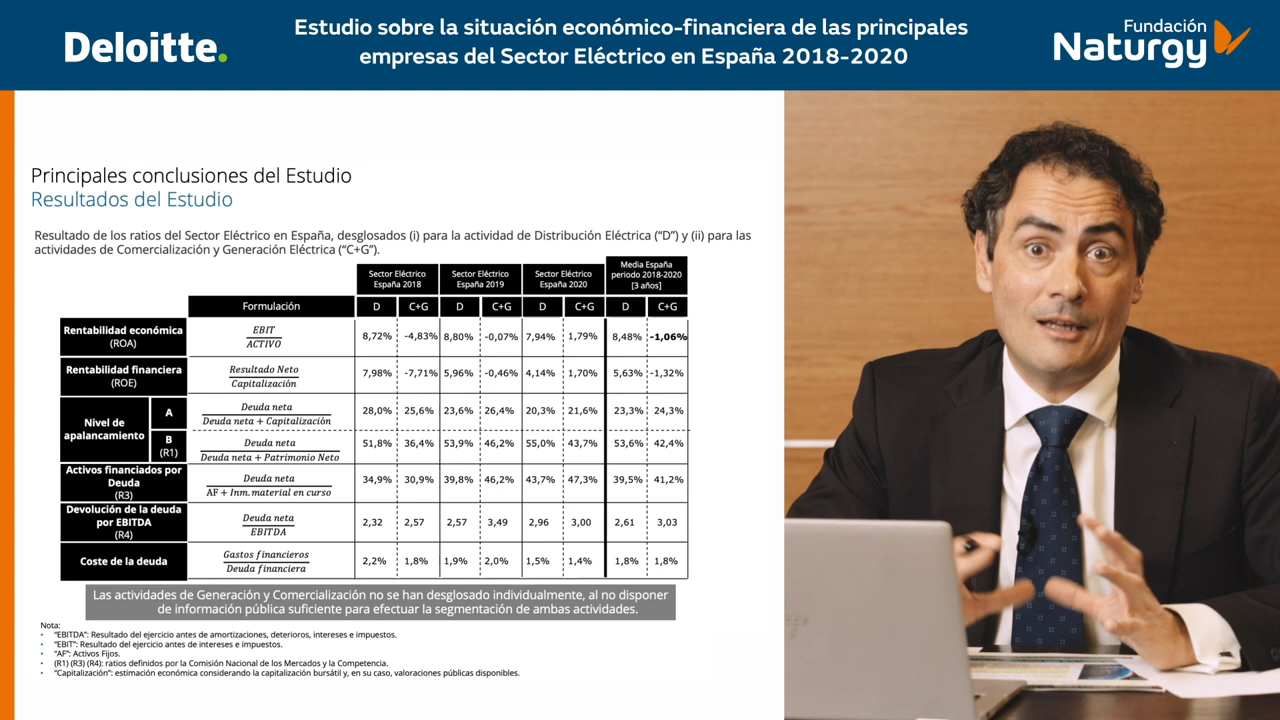 Deloitte.
Estudio sobre la situación económico-financiera de las principales
empresas del Sector Eléctrico en España 2018-2020
Fundación
Naturgy
Principales conclusiones del Estudio
Resultados del Estudio
Resultado de los ratios del Sector Eléctrico en España, desglosados (i) para la actividad de Distribución Eléctrica (“D”) y (ii) para las
actividades de Comercialización y Generación Eléctrica (“C+G”).
Sector Eléctrico España 2018 Sector Eléctrico España 2019 Sector Eléctrico España 2020 Media España periodo 2018-2020 [3 años]
Formulación D C+G D C+G D C+G D C+G
Rentabilidad económica (ROA) EBIT ACTIVO 8,72% -4,83% 8,80% -0,07% 7,94% 1,79% 8,48% -1,06%
Rentabilidad financiera (ROE) Resultado Neto Capitalización 7,98% -7,71% 5,96% -0,46% 4,14% 1,70% 5,63% -1,32%
Nivel de apalancamiento
A Deuda neta Deuda neta + Capitalización 28,0% 25,6% 23,6% 26,4% 20,3% 21,6% 23,3% 24,3%
B (R1) Deuda neta Deuda neta + Patrimonio Neto 51,8% 36,4% 53,9% 46,2% 55,0% 43,7% 53,6% 42,4%
Activos financiados por Deuda (R3) Deuda neta AF + Inm. material en curso 34,9% 30,9% 39,8% 46,2% 43,7% 47,3% 39,5% 41,2%
Devolución de la deuda por EBITDA (R4) Deuda neta EBITDA 2,32 2,57 2,57 3,49 2,96 3,00 2,61 3,03
Coste de la deuda Gastos financieros Deuda financiera 2,2% 1,8% 1,9% 2,0% 1,5% 1,4% 1,8% 1,8%
Las actividades de Generación y Comercialización no se han desglosado individualmente, al no disponer
de información pública suficiente para efectuar la segmentación de ambas actividades.
Nota:
• “EBITDA”: Resultado del ejercicio antes de amortizaciones, deterioros, intereses e impuestos.
• “EBIT”: Resultado del ejercicio antes de intereses e impuestos.
• “AF”: Activos Fijos.
• (R1) (R3) (R4): ratios definidos por la Comisión Nacional de los Mercados y la Competencia.
• “Capitalización”: estimación económica considerando la capitalización bursátil y, en su caso, valoraciones públicas disponibles.